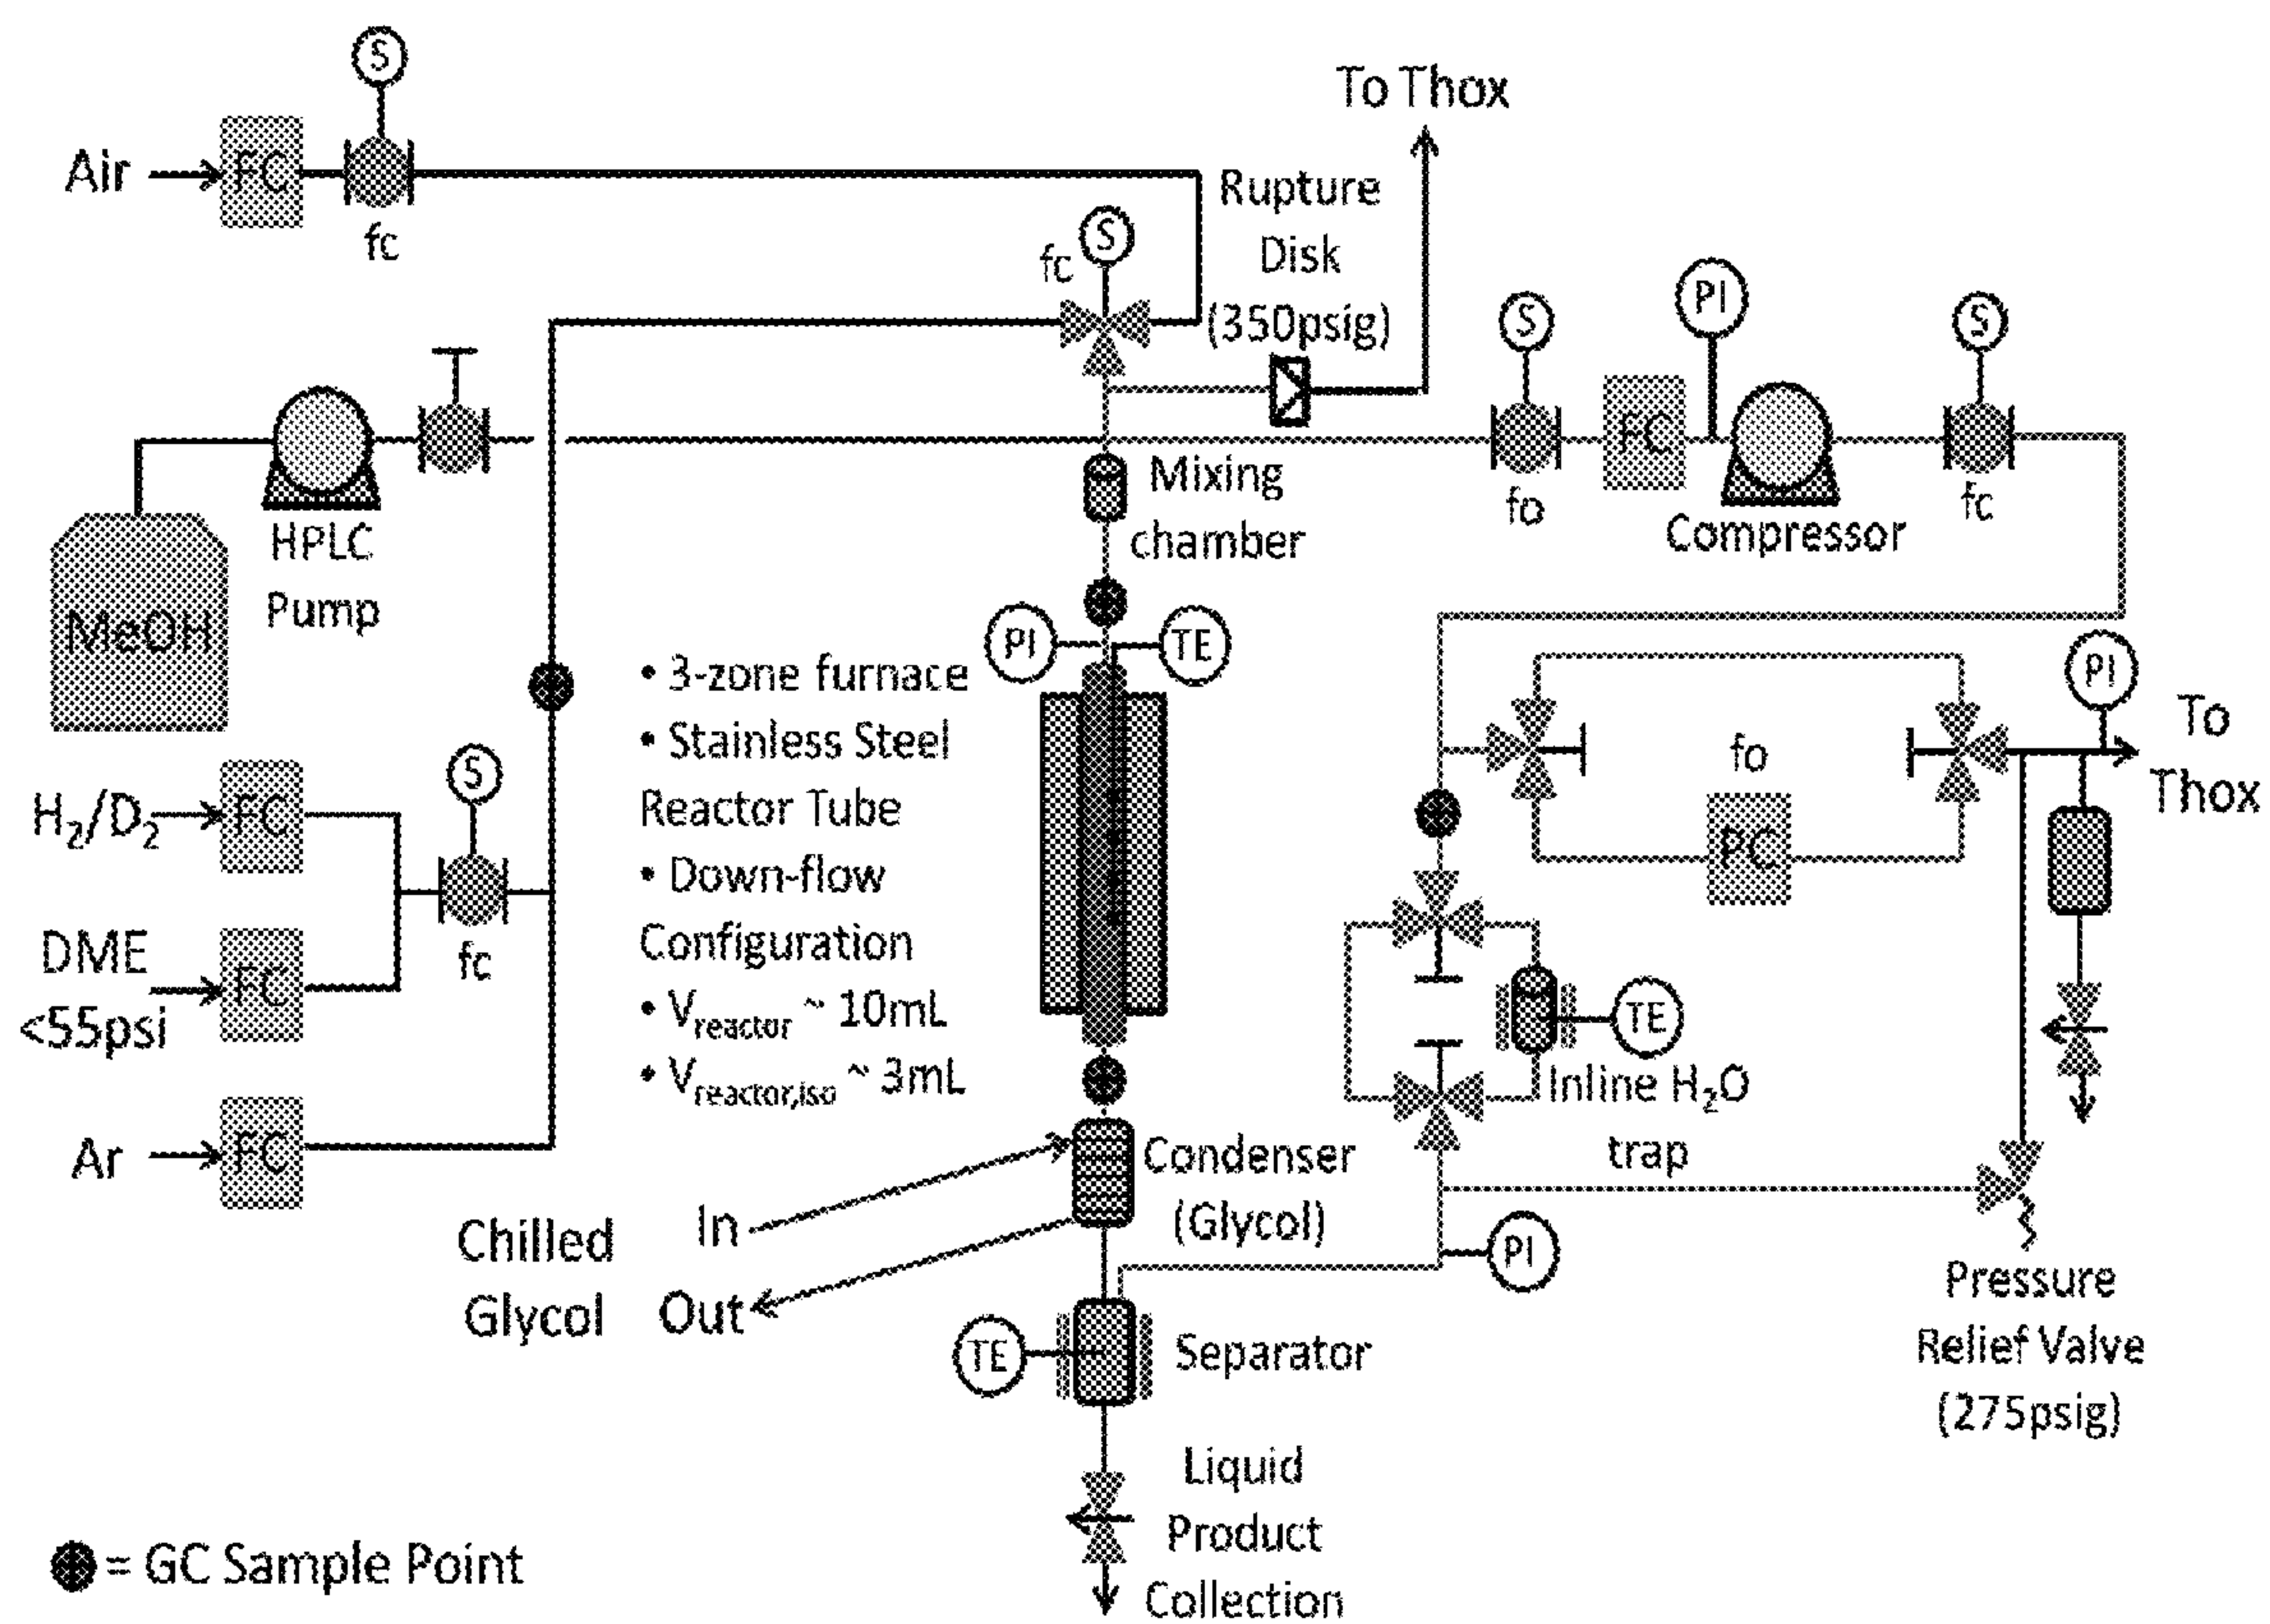 S
To Thox
Air
FC
fc
Rupture
Disk
(350psig)
fc
S
S
PI
S
FC
fo
Compressor
fc
HPLC
Pump
MeOH
Mixing
chamber
PI
TE
• 3-zone furnace
• Stainless Steel
Reactor Tube
• Down-flow
Configuration
• Vreactor ~ 10mL
• Vreactor,iso ~ 3mL
H2/D2
FC
S
fc
DME
<55psi
FC
Ar
FC
PI
To
Thox
fo
PC
TE
Inline H2O
trap
Chilled
Glycol
In
Out
Condenser
(Glycol)
PI
TE
Separator
Pressure
Relief Valve
(275psig)
Liquid
Product
Collection
= GC Sample Point